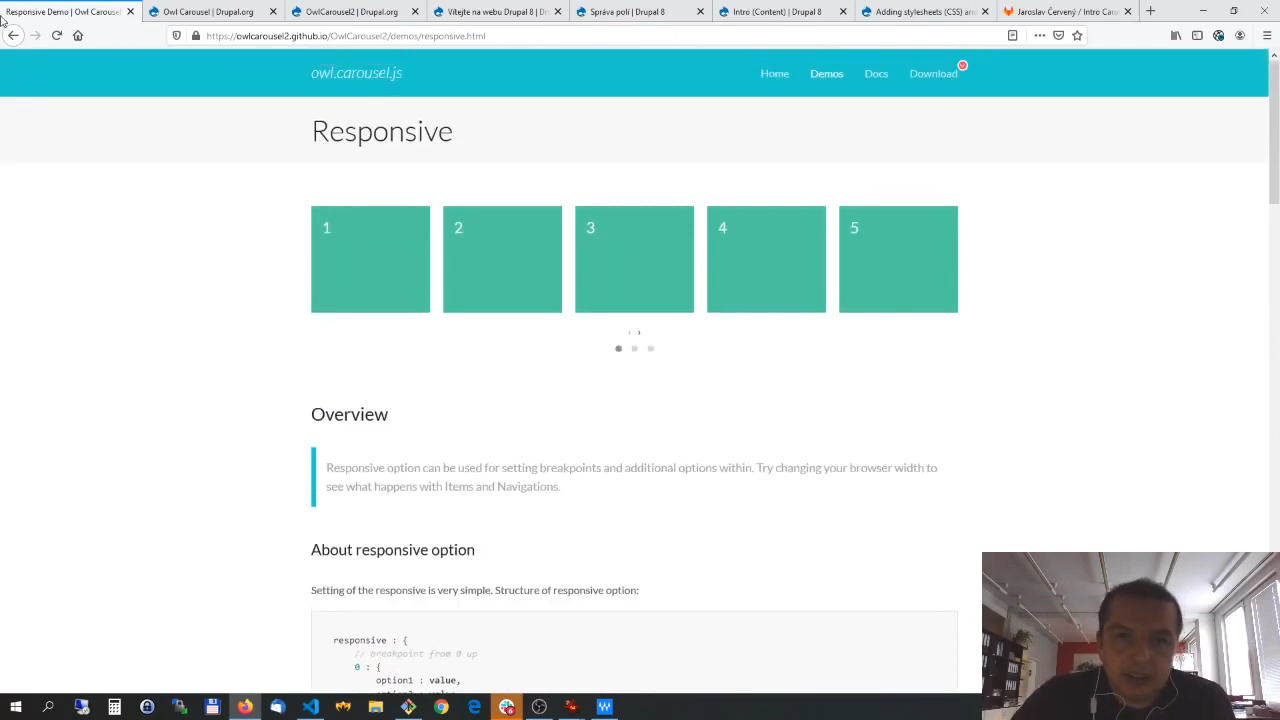 Responsive Demo | Owl Carousel
Owl Carousel2 | Drupal.org
OwlCarousel2 | Drupal.org
Vítejte na webu Drupal 8 | D
Správa polí | Drupal 8
Intro (Content) | Drupal 8
Adding stylesheets (CSS) an
Jaroslav Červený / Intro Carou
https://owlcarousel2.github.io/OwlCarousel2/demos/responsive.html
owl.carousel.js
Home
Demos
Docs
Download
Responsive
1
2
3
4
5
Overview
Responsive option can be used for setting breakpoints and additional options within. Try changing your browser width to
see what happens with Items and Navigations.
About responsive option
Setting of the responsive is very simple. Structure of responsive option:
responsive : {
// breakpoint from 0 up
0 : {
option1 : value,